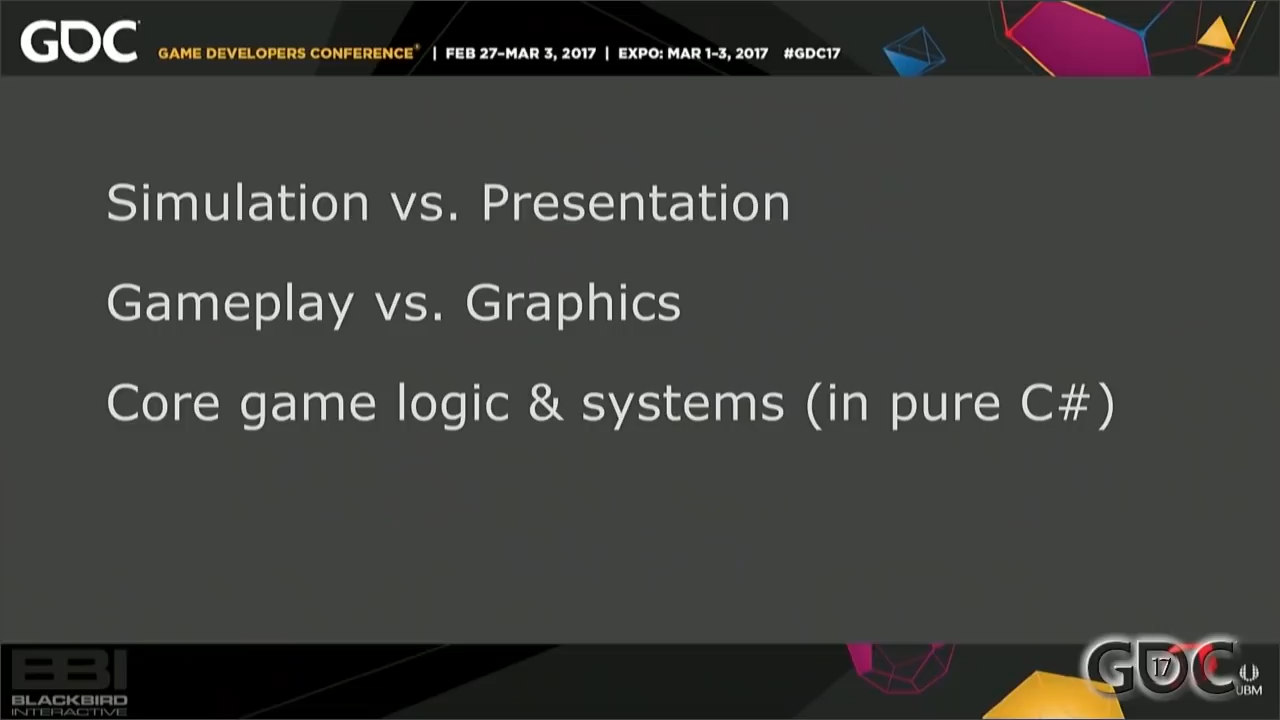 GDC GAME DEVELOPERS CONFERENCE® | FEB 27–MAR 3, 2017 | EXPO: MAR 1–3, 2017 #GDC17
Simulation vs. Presentation
Gameplay vs. Graphics
Core game logic & systems (in pure C#)
BBI
BLACKBIRD
INTERACTIVE
GDC
17
UBM